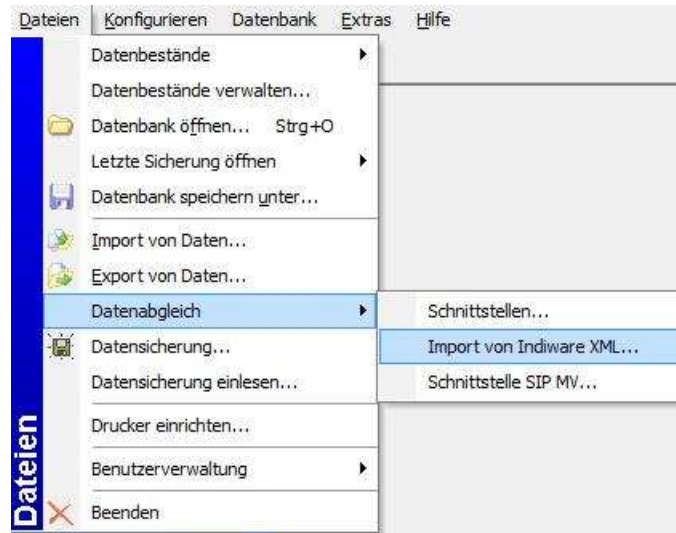 Dateien Konfigurieren Datenbank Extras Hilfe
Datenbestände
Datenbestände verwalten...
Datenbank öffnen... Strg+O
Letzte Sicherung öffnen
Datenbank speichern unter...
Import von Daten...
Export von Daten...
Datenabgleich
Schnittstellen...
Import von Indiware XML...
Schnittstelle SIP MV...
Datensicherung...
Datensicherung einlesen...
Drucker einrichten...
Benutzerverwaltung
Beenden
Dateien